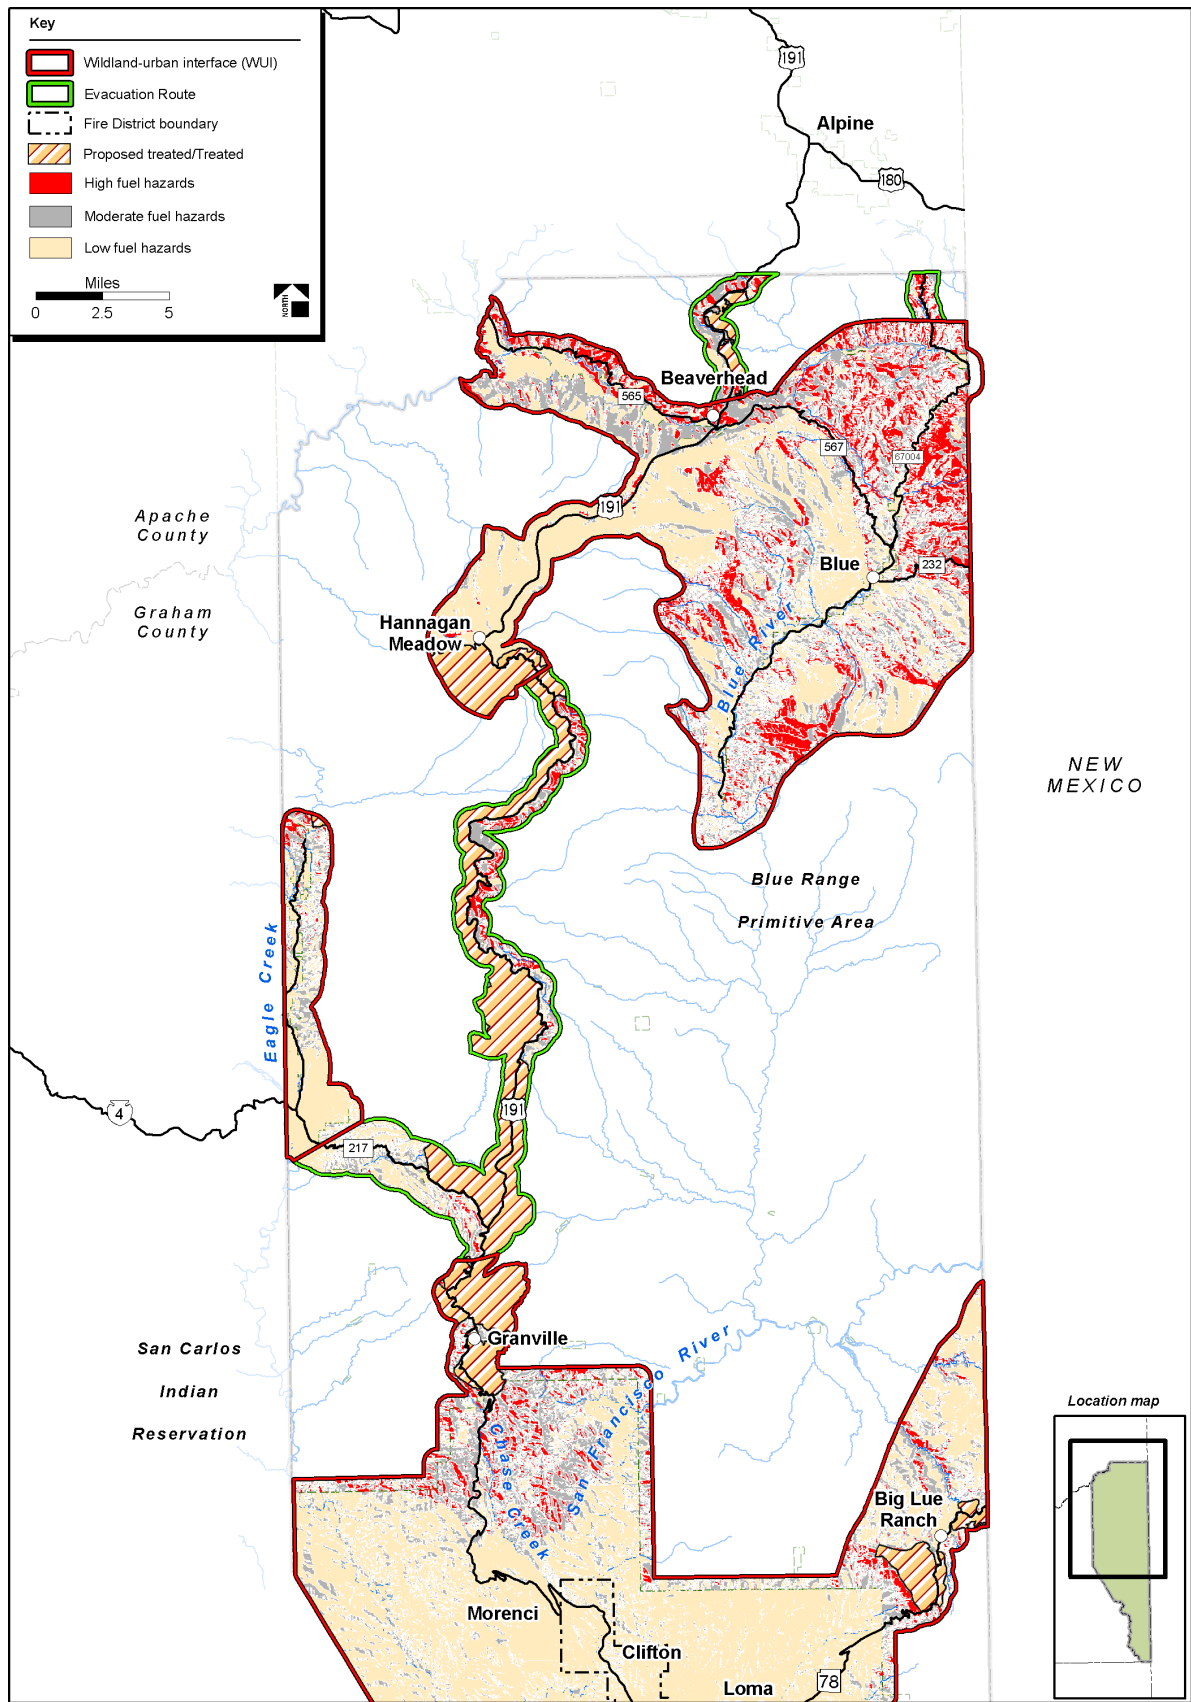 Key
Wildland-urban interface (WUI)
Evacuation Route
Fire District boundary
Proposed treated/Treated
High fuel hazards
Moderate fuel hazards
Low fuel hazards
Miles
0 2.5 5
NORTH
191
Alpine
180
Beaverhead
565
567
67004
191
Apache
County
Blue
232
Graham
County
Hannagan
Meadow
Blue River
NEW
MEXICO
Blue Range
Primitive Area
Eagle Creek
4
191
217
San Carlos
Indian
Reservation
Granville
San Francisco River
Chase Creek
Location map
Big Lue
Ranch
Morenci
Clifton
Loma
78